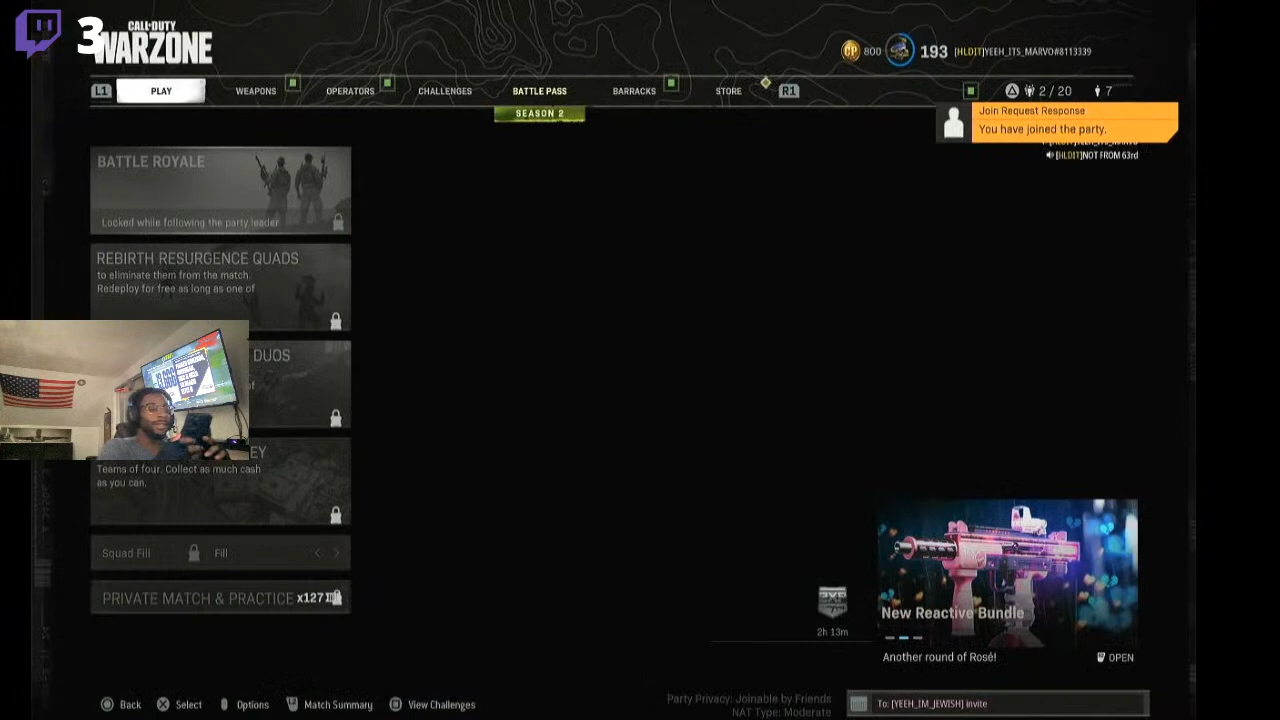 3
CALL OF DUTY
WARZONE
CP 800
193
[HLDIT]YEEH_ITS_MARVO#8113339
L1
PLAY
WEAPONS
OPERATORS
CHALLENGES
BATTLE PASS
BARRACKS
STORE
R1
2 / 20
7
SEASON 2
Join Request Response
You have joined the party.
[HLDIT]NOT FROM 63rd
BATTLE ROYALE
Locked while following the party leader
REBIRTH RESURGENCE QUADS
to eliminate them from the match.
Redeploy for free as long as one of
DUOS
EY
Teams of four. Collect as much cash
as you can.
Squad Fill
Fill
PRIVATE MATCH & PRACTICE x127
2XP
2h 13m
New Reactive Bundle
Another round of Rosé!
OPEN
Back
Select
Options
Match Summary
View Challenges
Party Privacy: Joinable by Friends
NAT Type: Moderate
To: [YEEH_IM_JEWISH] invite